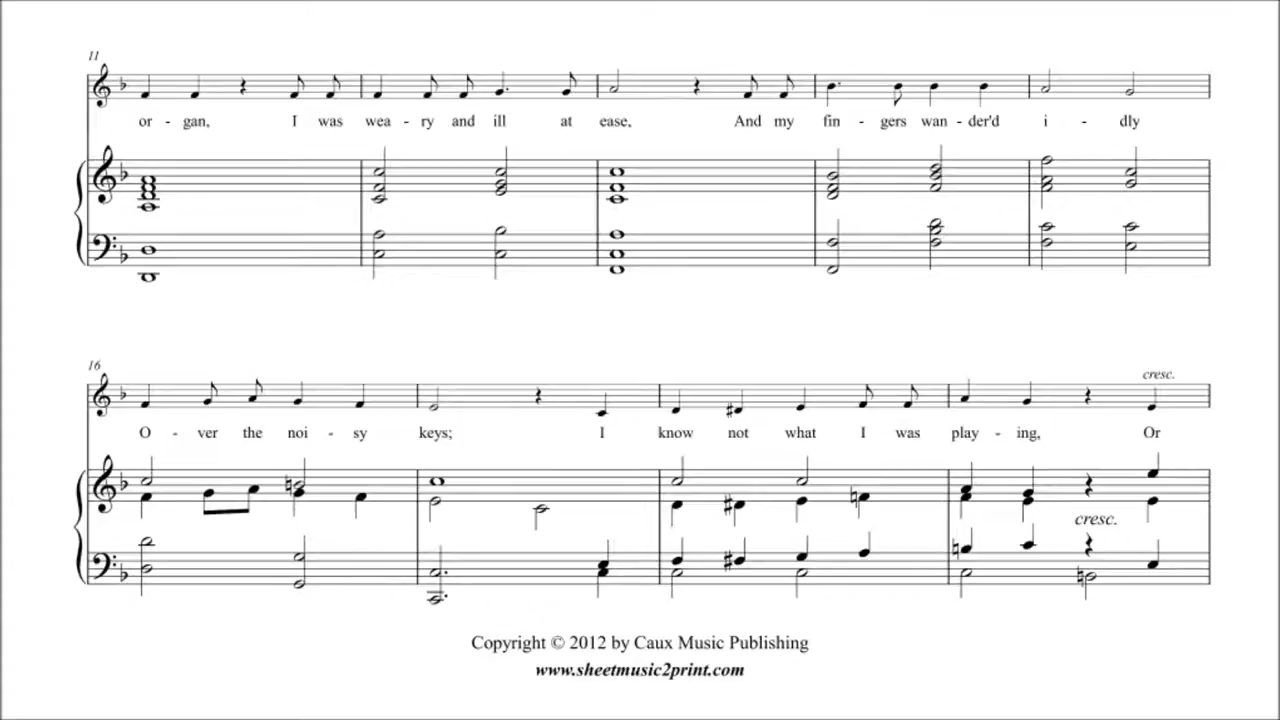 11
or - gan, I was wea - ry and ill at ease, And my fin - gers wan - der'd i - dly
16
cresc.
O - ver the noi - sy keys; I know not what I was play - ing, Or
cresc.
Copyright © 2012 by Caux Music Publishing
www.sheetmusic2print.com